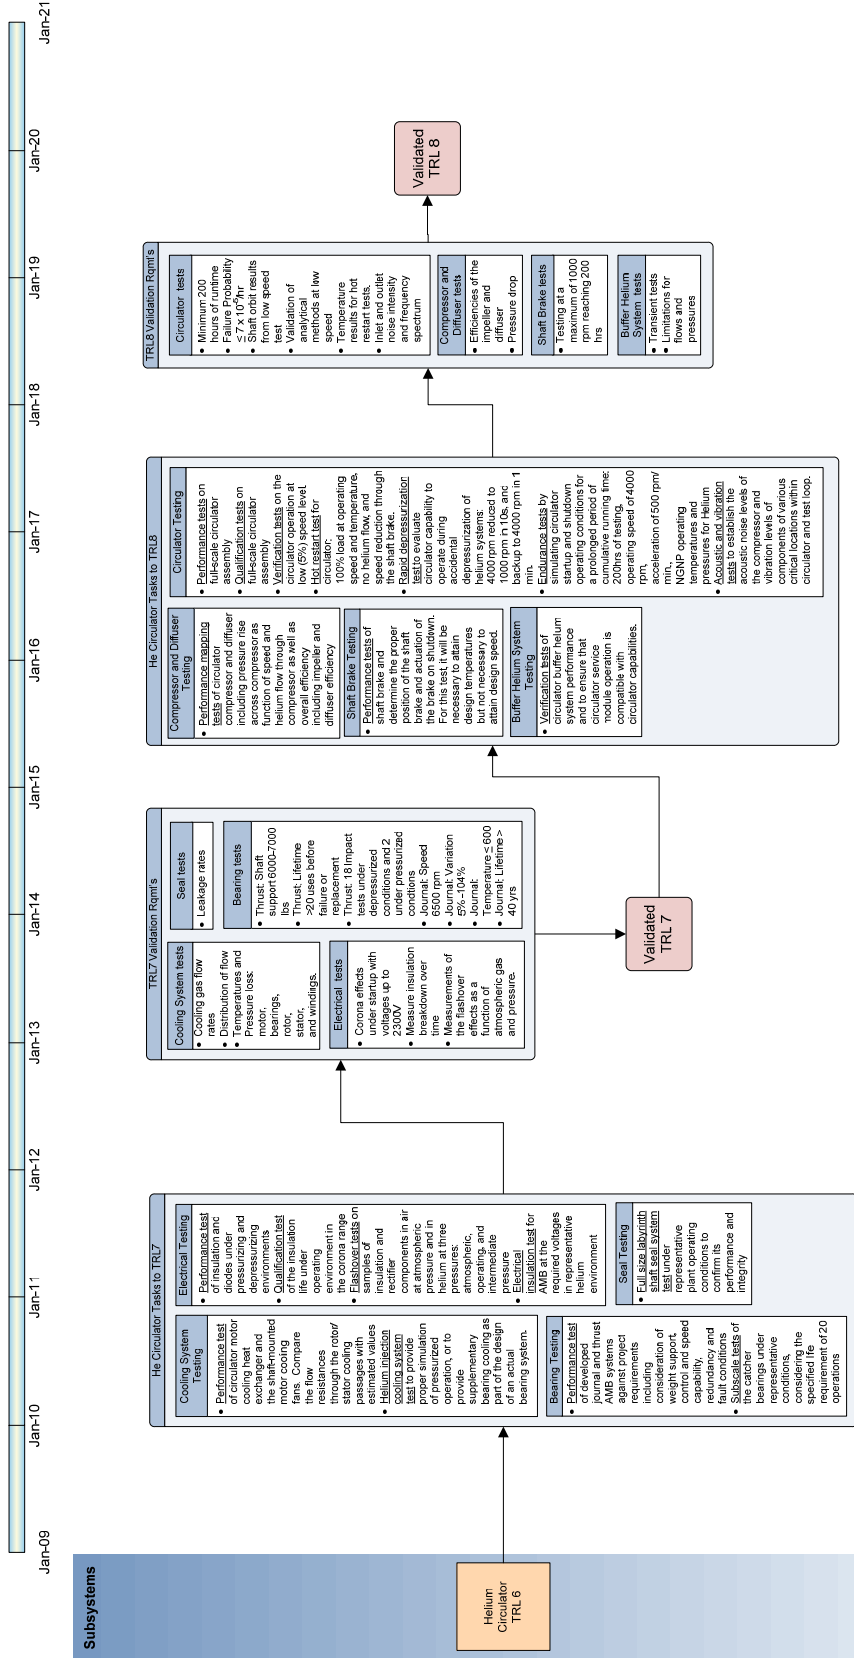 Jan-09
Jan-10
Jan-11
Jan-12
Jan-13
Jan-14
Jan-15
Jan-16
Jan-17
Jan-18
Jan-19
Jan-20
Jan-21
Subsystems
Helium
Circulator
TRL 6
He Circulator Tasks to TRL7
Cooling System
Testing
• Performance test
of circulator motor
cooling heat
exchanger and
the shaft-mounted
motor cooing
fans. Compare
the flow
resistances
through the rotor/
stator cooling
passages with
estimated values
• Helium injection
cooling system
test to provide
proper simulation
of pressurized
operation, or to
provide
supplementary
bearing cooling as
part of the design
of an actual
bearing system.
Electrical Testing
• Performance test
of insulation and
diodes under
pressurizing and
depressurizing
environments
• Qualification test
of the insulation
life under
operating
environment in
the corona range
• Flashover tests on
samples of
insulation and
rectifier
components in air
at atmospheric
pressure and in
helium at three
pressures:
atmospheric,
operating, and
intermediate
pressure
• Electrical
insulation test for
AMB at the
required voltages
in representative
helium
environment
Bearing Testing
• Performance test
of developed
journal and thrust
AMB systems
against project
requirements
including
consideration of
weight support,
control and speed
capability,
redundancy and
fault conditions
• Subscale tests of
the catcher
bearings under
representative
conditions,
considering the
specified life
requirement of 20
operations
Seal Testing
• Full size labyrinth
shaft seal system
test under
representative
plant operating
conditions to
confirm its
performance and
integrity
TRL7 Validation Rqmt's
Cooling System tests
• Cooling gas flow
rates
• Distribution of flow
• Temperatures and
Pressure loss:
motor,
bearings,
rotor,
stator,
and windings.
Seal tests
• Leakage rates
Electrical tests
• Corona effects
under startup with
voltages up to
2300V
• Measure insulation
breakdown over
time
• Measurements of
the flashover
effects as a
function of
atmospheric gas
and pressure.
Bearing tests
• Thrust: Shaft
support 6000-7000
lbs
• Thrust: Lifetime
>20 uses before
failure or
replacement
• Thrust: 18 Impact
tests under
depressurized
conditions and 2
under pressurized
condtions
• Journal: Speed
6500 rpm
• Journal: Variation
5% -104%
• Journal:
Temperature ≤ 600
• Journal: Lifetime >
40 yrs
Validated
TRL 7
He Circulator Tasks to TRL8
Compressor and Diffuser
Testing
• Performance mapping
tests of circulator
compressor and diffuser
including pressure rise
across compressor as
function of speed and
helium flow through
compressor as well as
overall efficiency
including impeller and
diffuser efficiency
Shaft Brake Testing
• Performance tests of
shaft brake and
determine the proper
position of the shaft
brake and actuation of
the brake on shutdown.
For this test, it will be
necessary to attain
design temperatures
but not necessary to
attain design speed.
Buffer Helium System
Testing
• Verification tests of
circulator buffer helium
system performance
and to ensure that
circulator service
module operation is
compatible with
circulator capabilities.
Circulator Testing
• Performance tests on
full-scale circulator
assembly
• Qualification tests on
full-scale circulator
assembly
• Verification tests on the
circulator operation at
low (5%) speed level.
• Hot restart test for
circulator:
100% load at operating
speed and temperature,
no helium flow, and
speed reduction through
the shaft brake.
• Rapid depressurization
test to evaluate
circulator capability to
operate during
accidental
depressurization of
helium systems:
4000 rpm reduced to
1000 rpm in 10s, and
backup to 4000 rpm in 1
min.
• Endurance tests by
simulating circulator
startup and shutdown
operating conditions for
a prolonged period of
cumulative running time:
200hrs of testing,
operating speed of 4000
rpm,
acceleration of 500 rpm/
min.,
NGNP operating
temperatures and
pressures for Helium
• Acoustic and vibration
tests to establish the
acoustic noise levels of
the compressor and
vibration levels of
components of various
critical locations within
circulator and test loop.
TRL8 Validation Rqmt's
Circulator tests
• Minimum 200
hours of runtime
• Failure Probability
≤ 7 x 10⁻⁵/hr
• Shaft orbit results
from low speed
test
• Validation of
analytical
methods at low
speed
• Temperature
results for hot
restart tests.
• Inlet and outlet
noise intensity
and frequency
spectrum
Compressor and
Diffuser tests
• Efficiencies of the
impeller and
diffuser
• Pressure drop
Shaft Brake tests
• Testing at a
maximum of 1000
rpm reaching 200
hrs
Buffer Helium
System tests
• Transient tests
• Limitations for
flows and
pressures
Validated
TRL 8